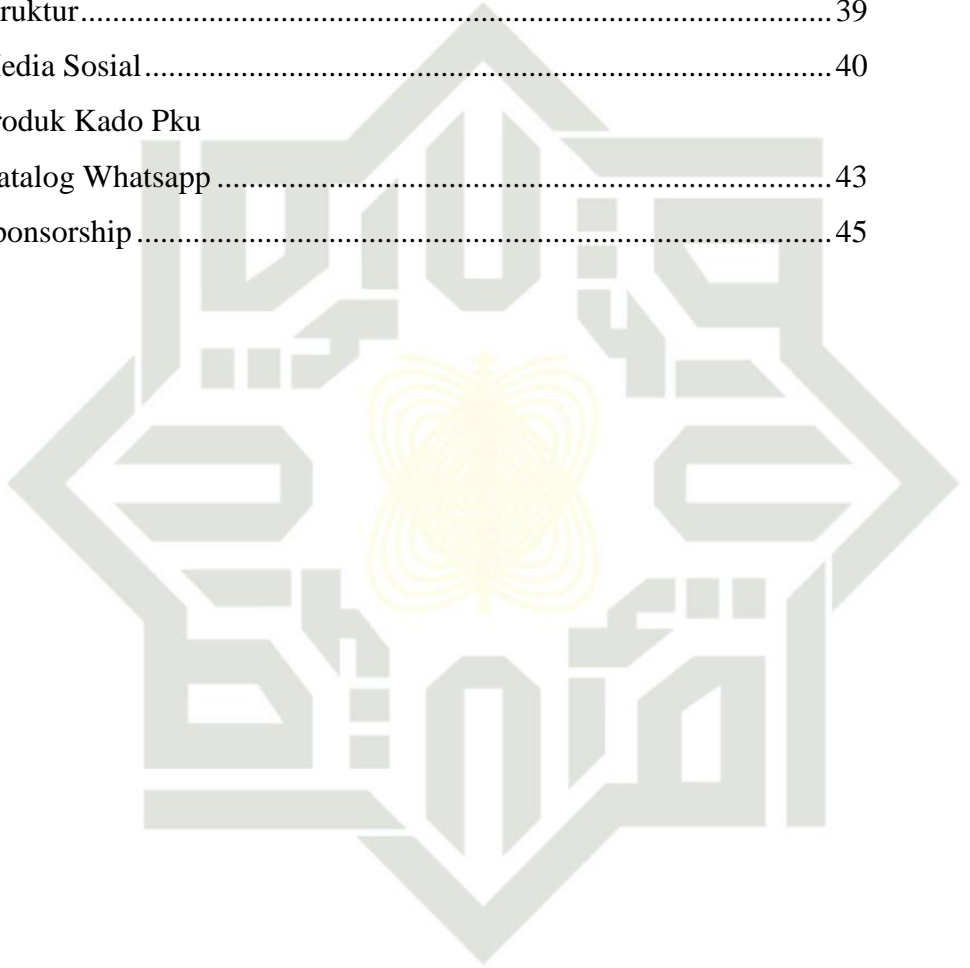 ruktur........................................................................................... 39
edia Sosial................................................................................... 40
roduk Kado Pku
atalog Whatsapp .......................................................................... 43
ponsorship.................................................................................... 45